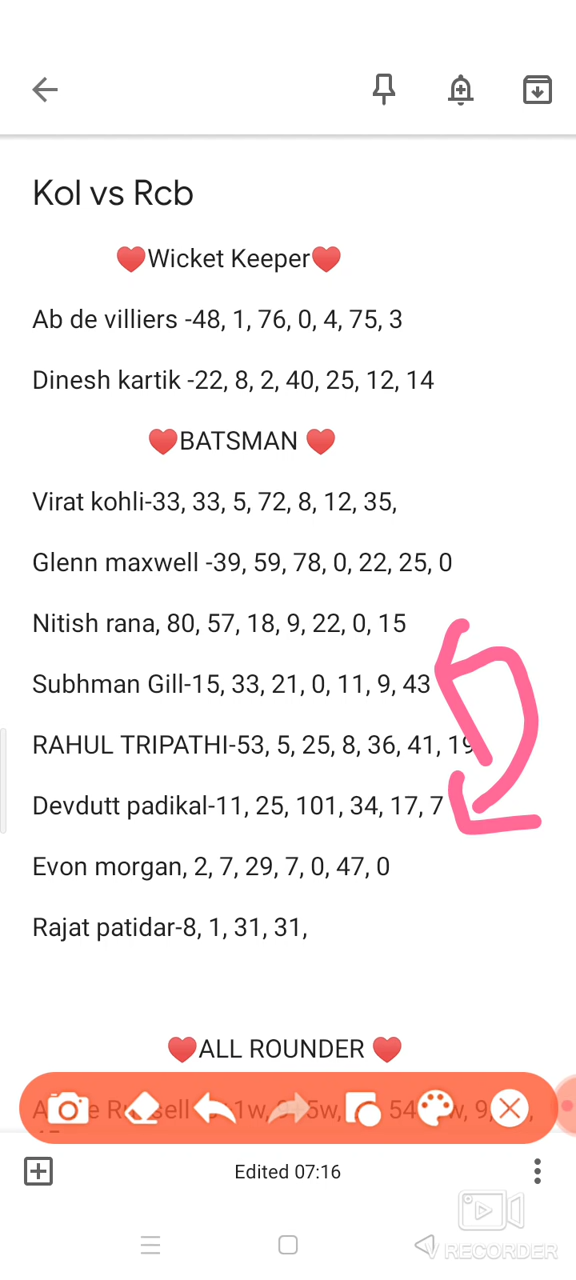 Kol vs Rcb
❤️Wicket Keeper❤️
Ab de villiers -48, 1, 76, 0, 4, 75, 3
Dinesh kartik -22, 8, 2, 40, 25, 12, 14
❤️BATSMAN ❤️
Virat kohli-33, 33, 5, 72, 8, 12, 35,
Glenn maxwell -39, 59, 78, 0, 22, 25, 0
Nitish rana, 80, 57, 18, 9, 22, 0, 15
Subhman Gill-15, 33, 21, 0, 11, 9, 43
RAHUL TRIPATHI-53, 5, 25, 8, 36, 41, 19
Devdutt padikal-11, 25, 101, 34, 17, 7
Evon morgan, 2, 7, 29, 7, 0, 47, 0
Rajat patidar-8, 1, 31, 31,
❤️ALL ROUNDER ❤️
Edited 07:16
RECORDER